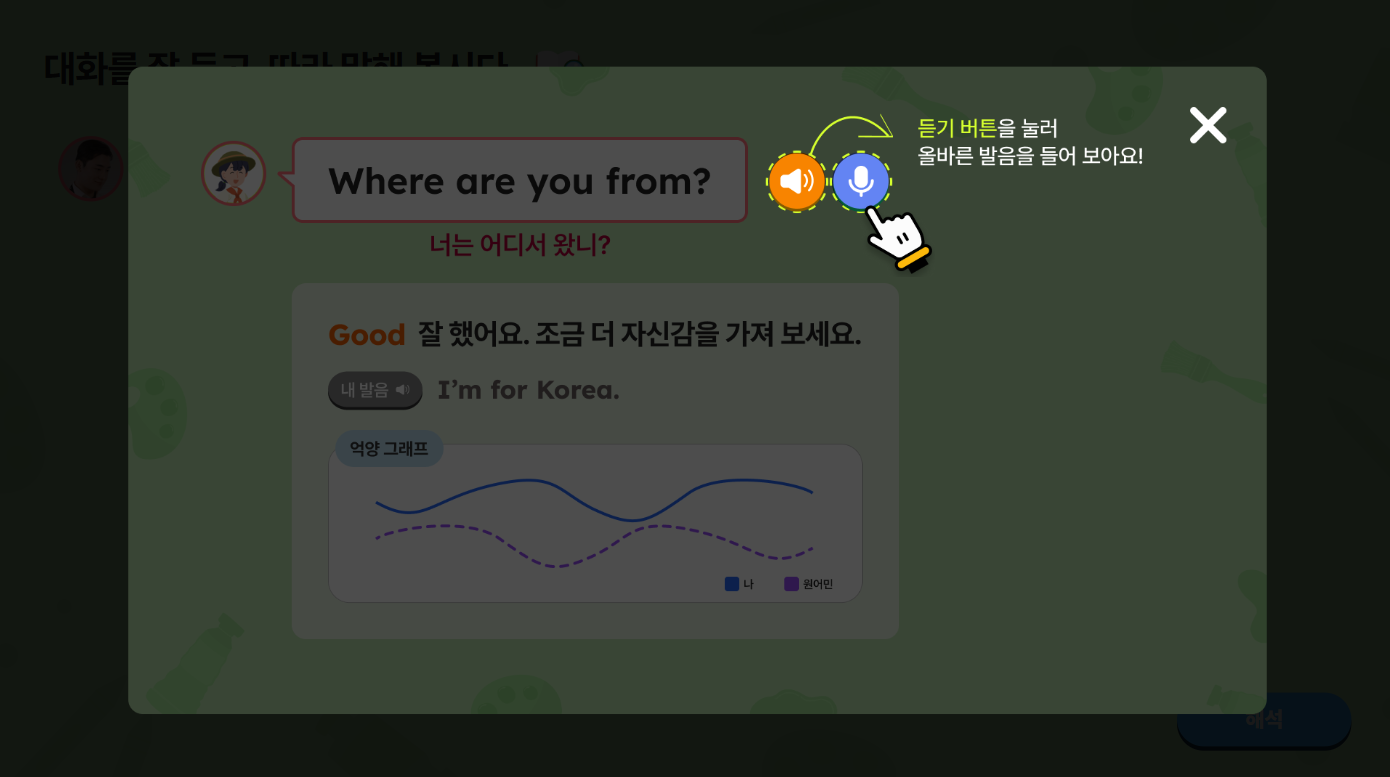 대화를 잘 듣고, 따라 말해 봅시다.
듣기 버튼을 눌러
올바른 발음을 들어 보아요!
Where are you from?
너는 어디서 왔니?
Good 잘 했어요. 조금 더 자신감을 가져 보세요.
내 발음 I’m for Korea.
억양 그래프
나 원어민
해석